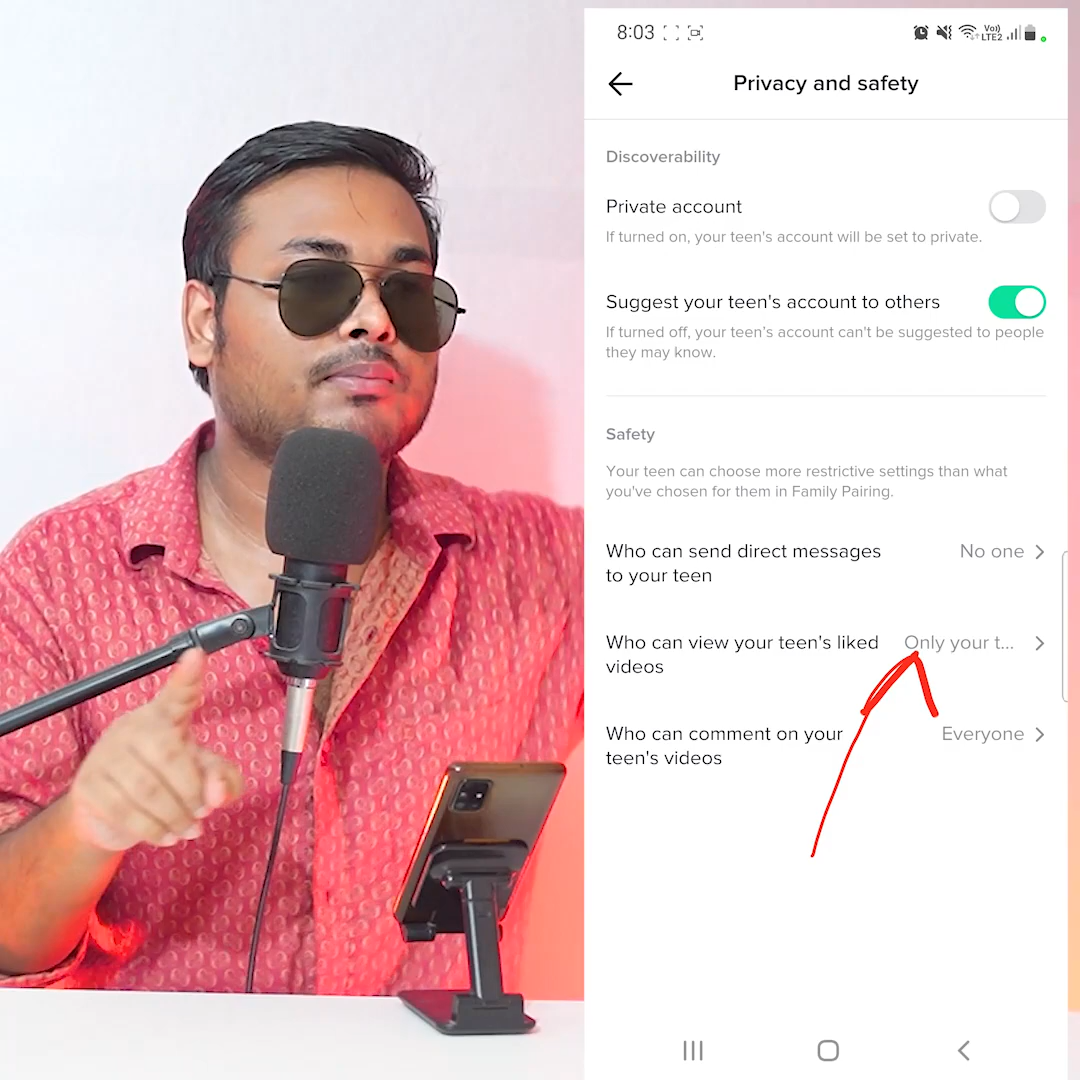 8:03
Vo))
LTE2
Privacy and safety
Discoverability
Private account
If turned on, your teen's account will be set to private.
Suggest your teen's account to others
If turned off, your teen's account can't be suggested to people
they may know.
Safety
Your teen can choose more restrictive settings than what
you've chosen for them in Family Pairing.
Who can send direct messages
to your teen
No one
Who can view your teen's liked
videos
Only your t...
Who can comment on your
teen's videos
Everyone